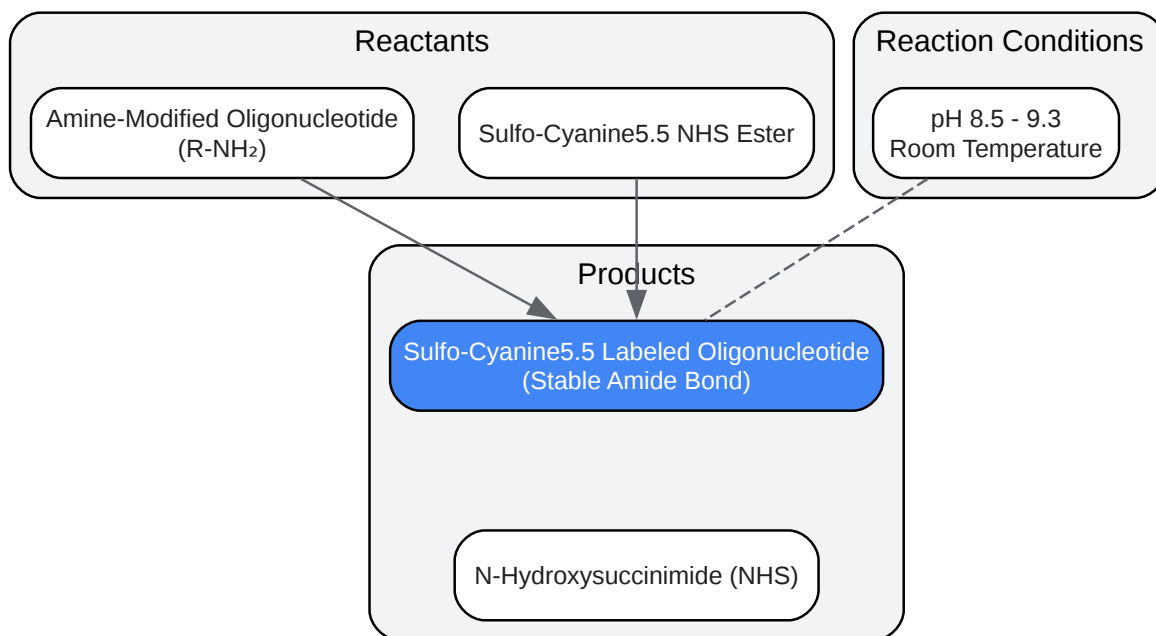 Reactants
Reaction Conditions
Amine-Modified Oligonucleotide
(R-NH₂)
Sulfo-Cyanine5.5 NHS Ester
pH 8.5 - 9.3
Room Temperature
Products
Sulfo-Cyanine5.5 Labeled Oligonucleotide
(Stable Amide Bond)
N-Hydroxysuccinimide (NHS)